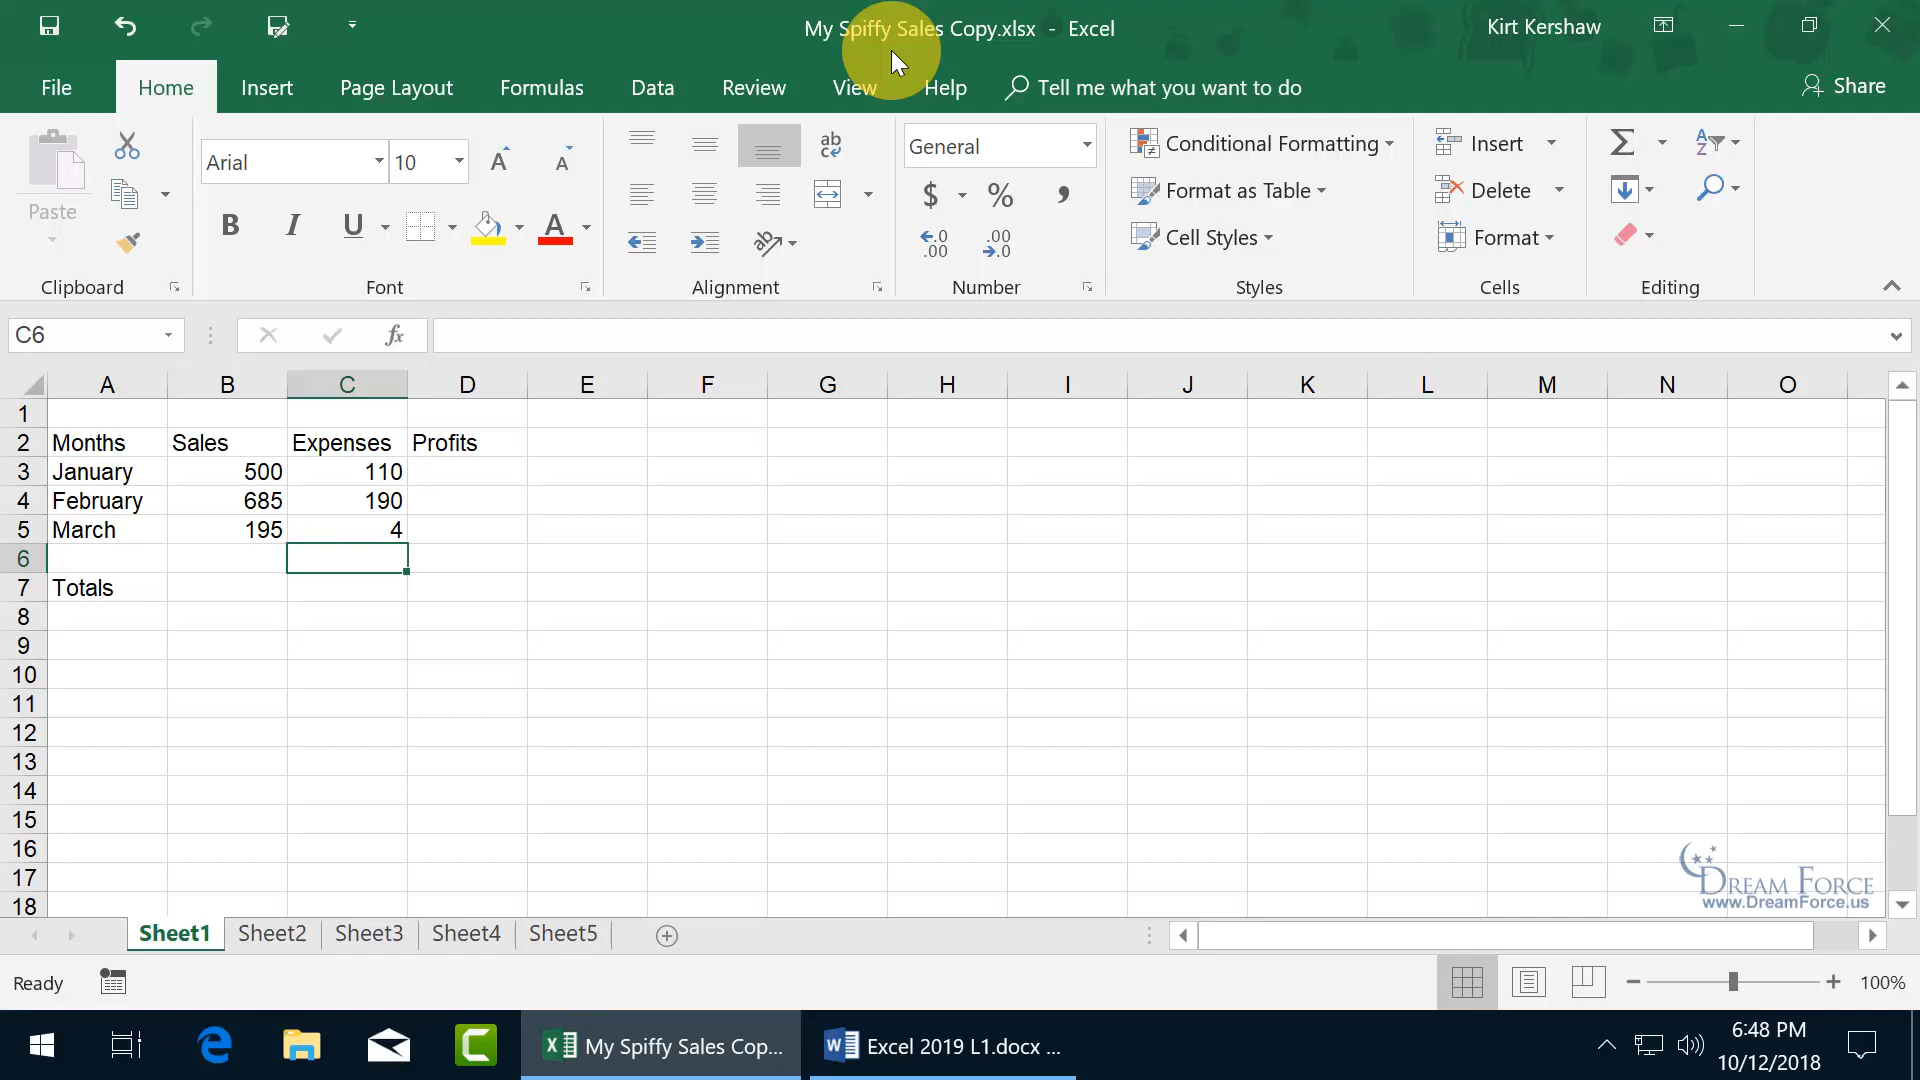 My Spiffy Sales Copy.xlsx - Excel
Kirt Kershaw
File Home Insert Page Layout Formulas Data Review View Help Tell me what you want to do Share
Paste
Clipboard
Arial 10
B I U A
Font
ab
Alignment
General
$ % ,
Number
Conditional Formatting
Format as Table
Cell Styles
Styles
Insert
Delete
Format
Cells
Σ
Editing
C6 fx
A B C D E F G H I J K L M N O
1
2 Months Sales Expenses Profits
3 January 500 110
4 February 685 190
5 March 195 4
6
7 Totals
8
9
10
11
12
13
14
15
16
17
18
DREAM FORCE
www.DreamForce.us
Sheet1 Sheet2 Sheet3 Sheet4 Sheet5
Ready 100%
My Spiffy Sales Cop... Excel 2019 L1.docx ...
6:48 PM
10/12/2018